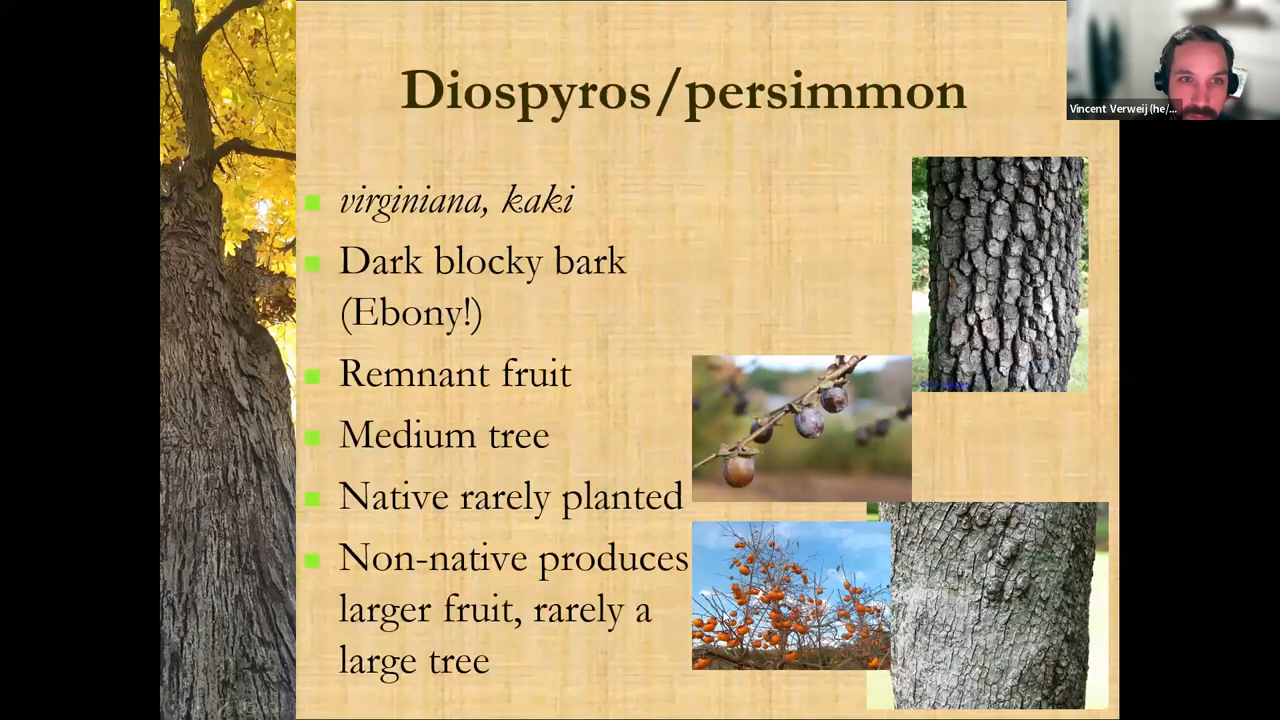 Diospyros/persimmon
Vincent Verweij (he/...
virginiana, kaki
Dark blocky bark
(Ebony!)
Remnant fruit
Medium tree
Native rarely planted
Non-native produces
larger fruit, rarely a
large tree